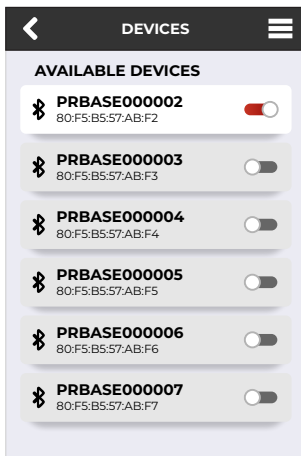 DEVICES
AVAILABLE DEVICES
PRBASE000002
80:F5:B5:57:AB:F2
PRBASE000003
80:F5:B5:57:AB:F3
PRBASE000004
80:F5:B5:57:AB:F4
PRBASE000005
80:F5:B5:57:AB:F5
PRBASE000006
80:F5:B5:57:AB:F6
PRBASE000007
80:F5:B5:57:AB:F7